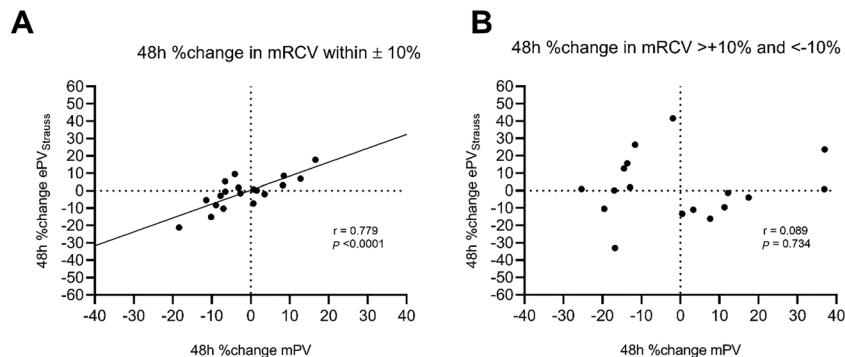 A
48h %change in mRCV within ± 10%
48h %change ePVStrauss
60
50
40
30
20
10
0
-10
-20
-30
-40
-50
-60
r = 0.779
P <0.0001
-40 -30 -20 -10 0 10 20 30 40
48h %change mPV
B
48h %change in mRCV >+10% and <-10%
48h %change ePVStrauss
60
50
40
30
20
10
0
-10
-20
-30
-40
-50
-60
r = 0.089
P = 0.734
-40 -30 -20 -10 0 10 20 30 40
48h %change mPV